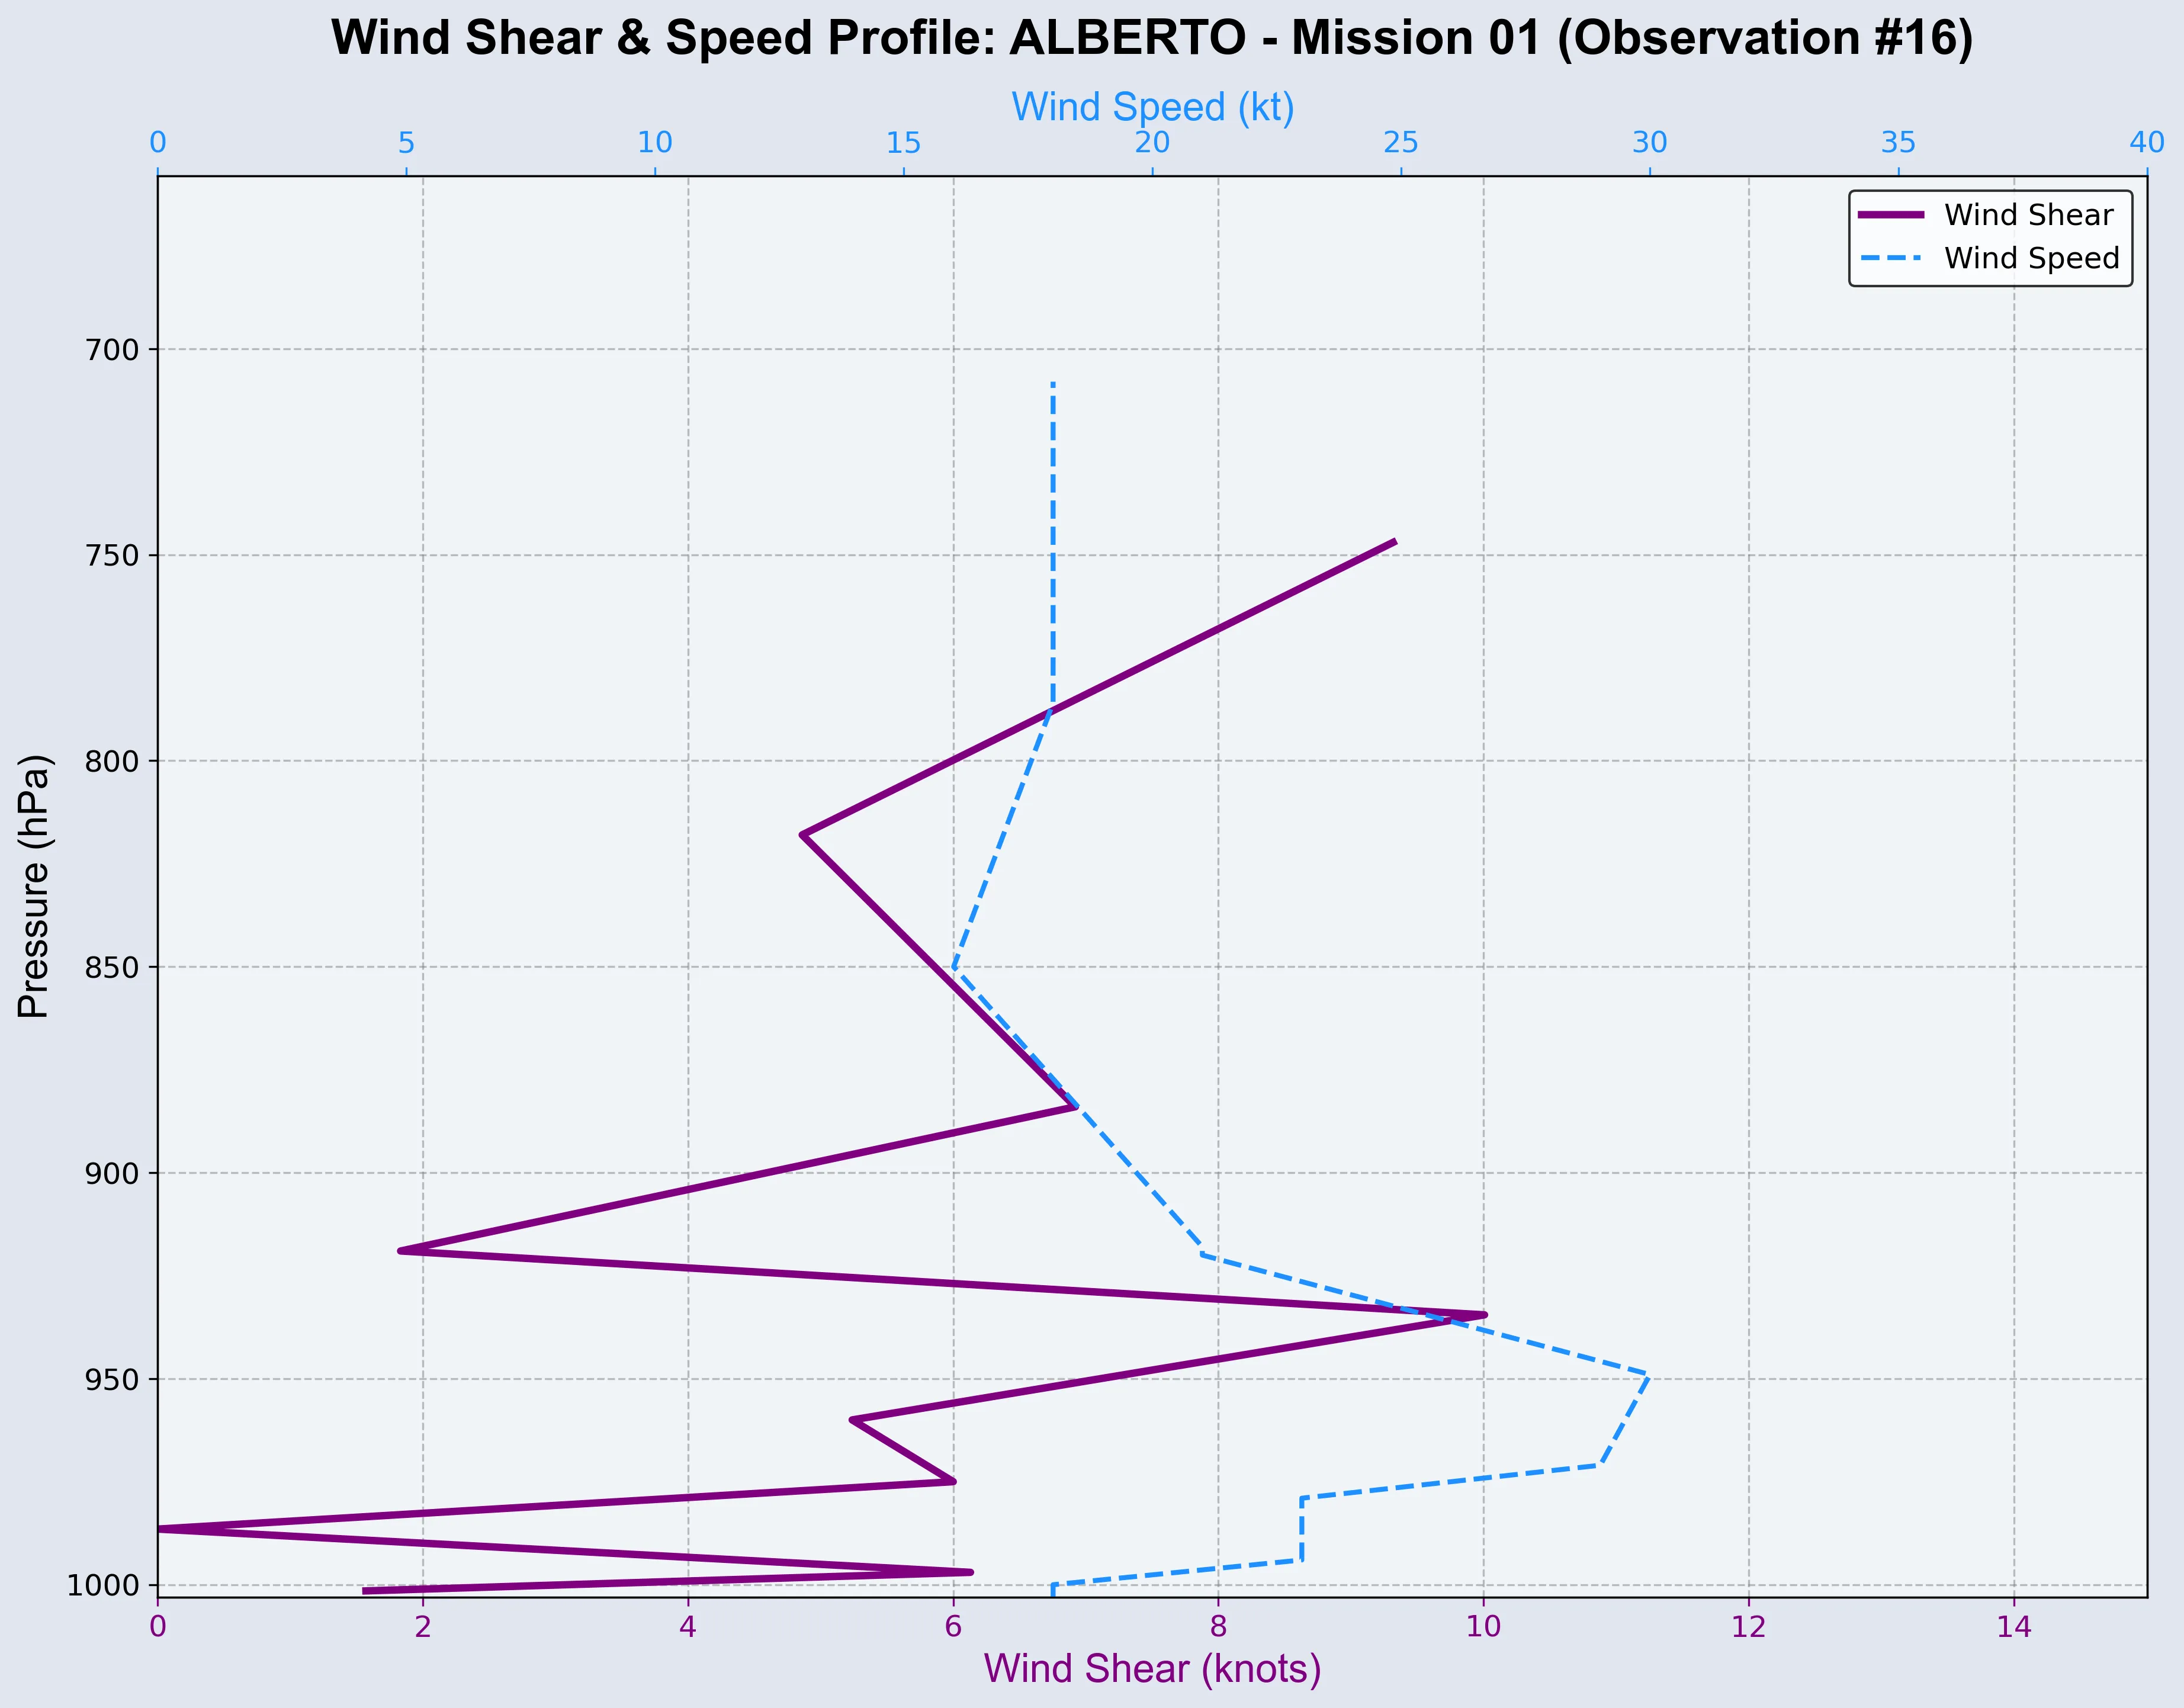 Wind Shear & Speed Profile: ALBERTO - Mission 01 (Observation #16)
Wind Speed (kt)
0 5 10 15 20 25 30 35 40
Wind Shear
Wind Speed
Pressure (hPa)
700
750
800
850
900
950
1000
0 2 4 6 8 10 12 14
Wind Shear (knots)